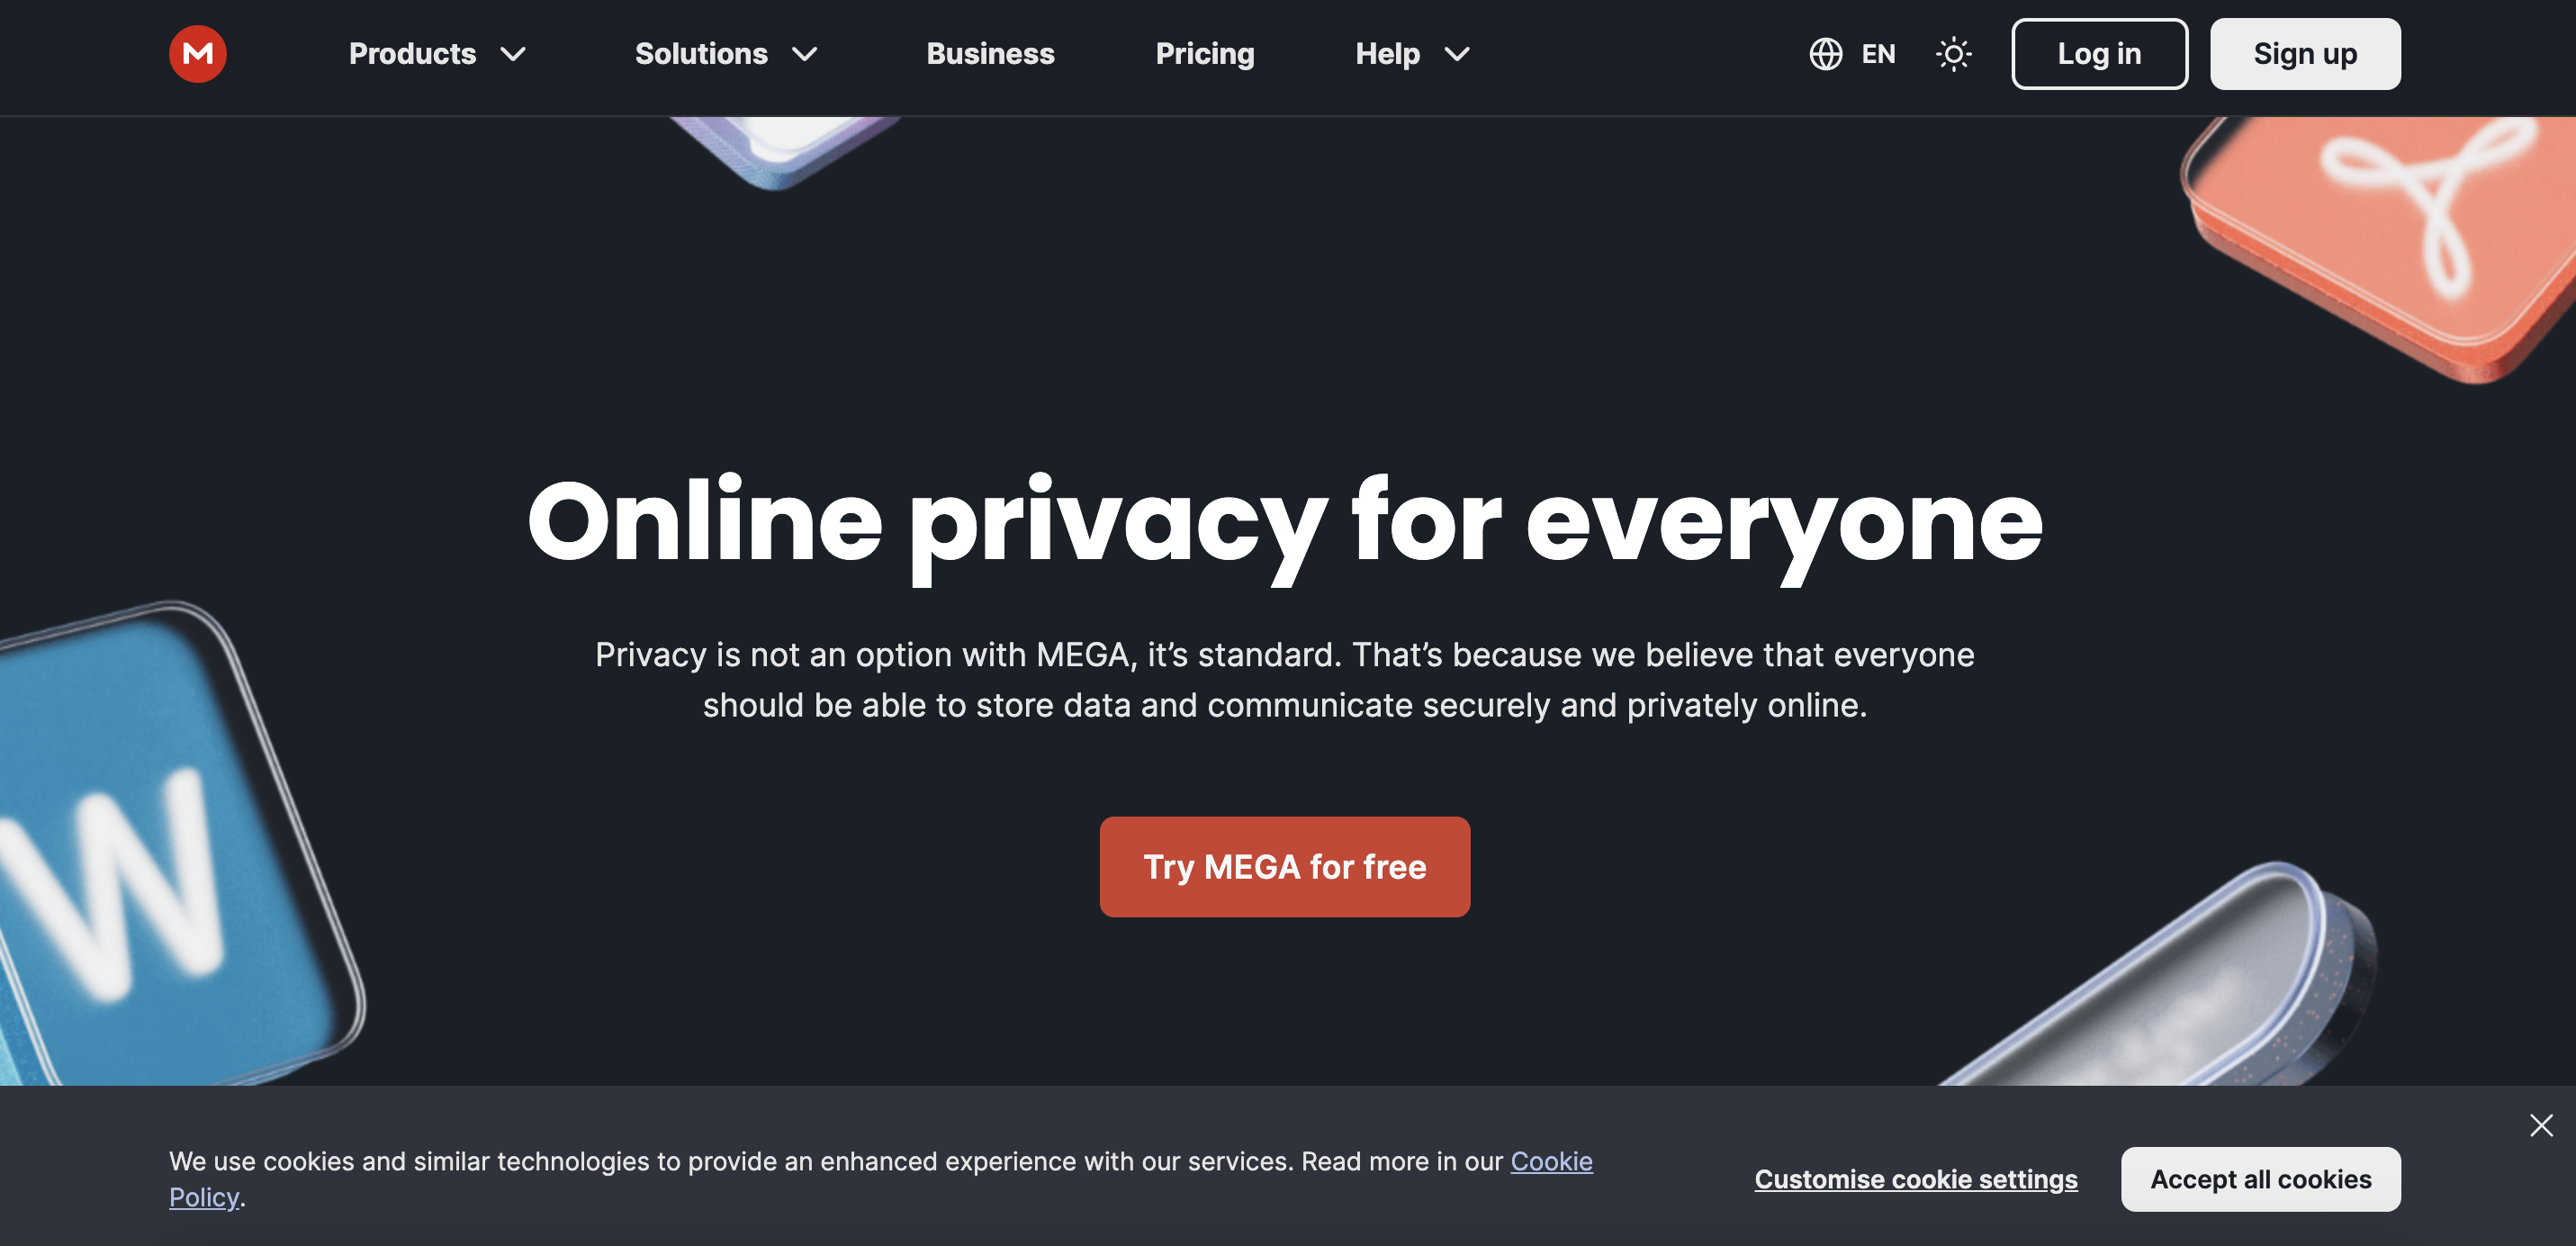 M
Products
Solutions
Business
Pricing
Help
EN
Log in
Sign up
Online privacy for everyone
Privacy is not an option with MEGA, it’s standard. That’s because we believe that everyone
should be able to store data and communicate securely and privately online.
W
Try MEGA for free
We use cookies and similar technologies to provide an enhanced experience with our services. Read more in our Cookie
Policy.
Customise cookie settings
Accept all cookies